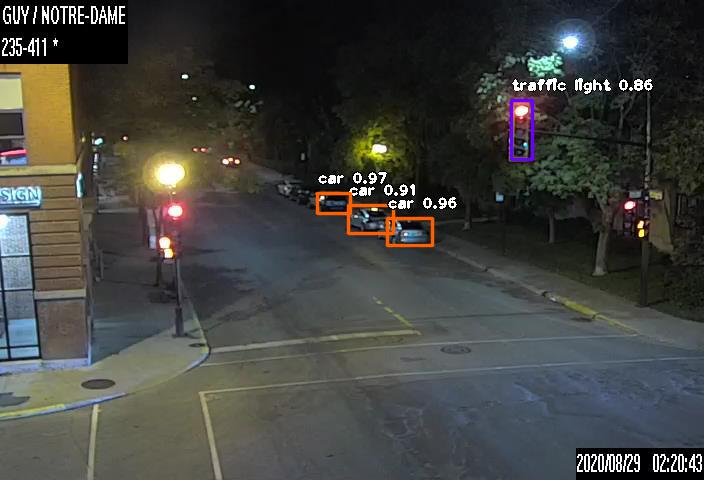 GUY / NOTRE-DAME
235-411 *
traffic light 0.86
car 0.97
car 0.91
car 0.96
SIGN
2020/08/29 02:20:43